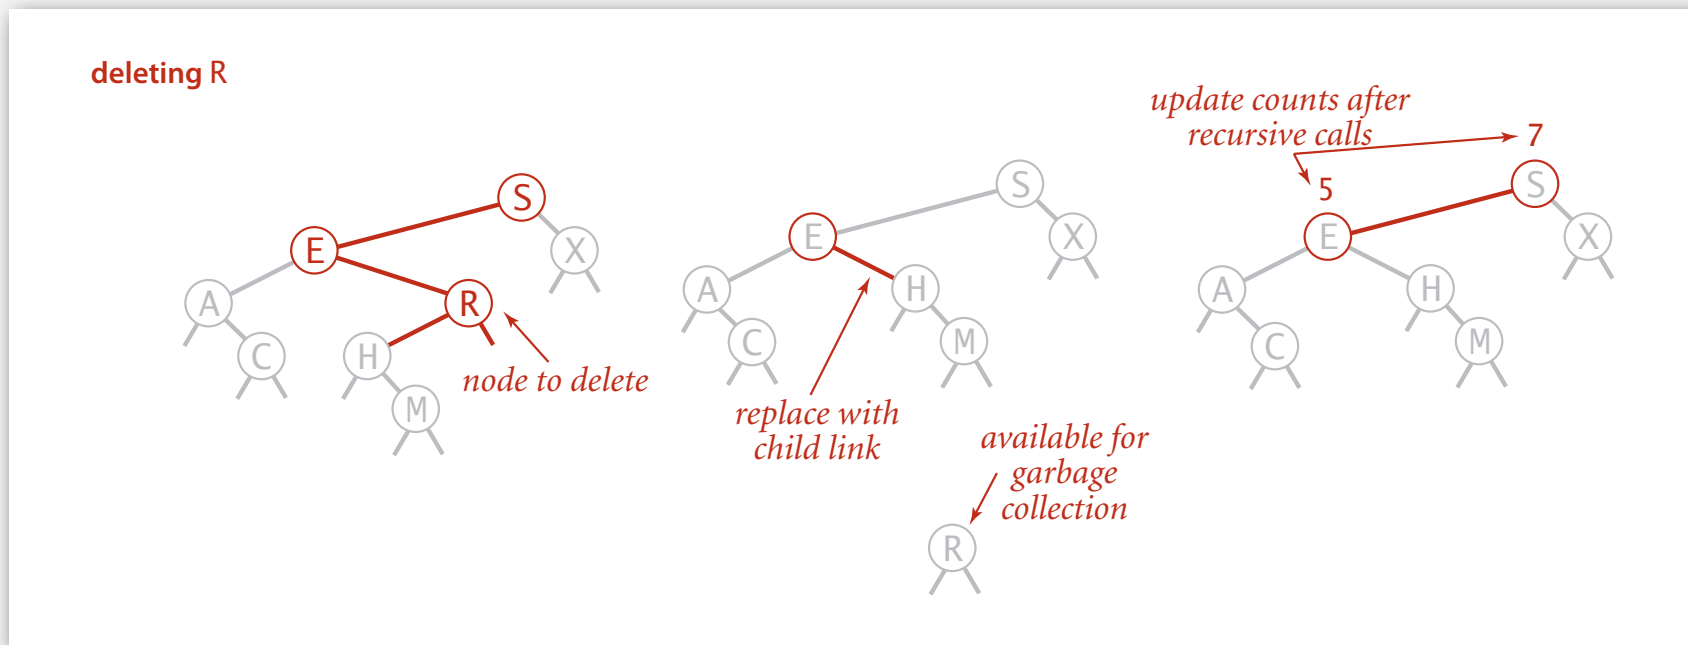 deleting R
S
E
X
A
R
C
H
M
node to delete
S
E
X
A
H
C
M
replace with
child link
available for
garbage
collection
R
update counts after
recursive calls
7
5
S
E
X
A
H
C
M